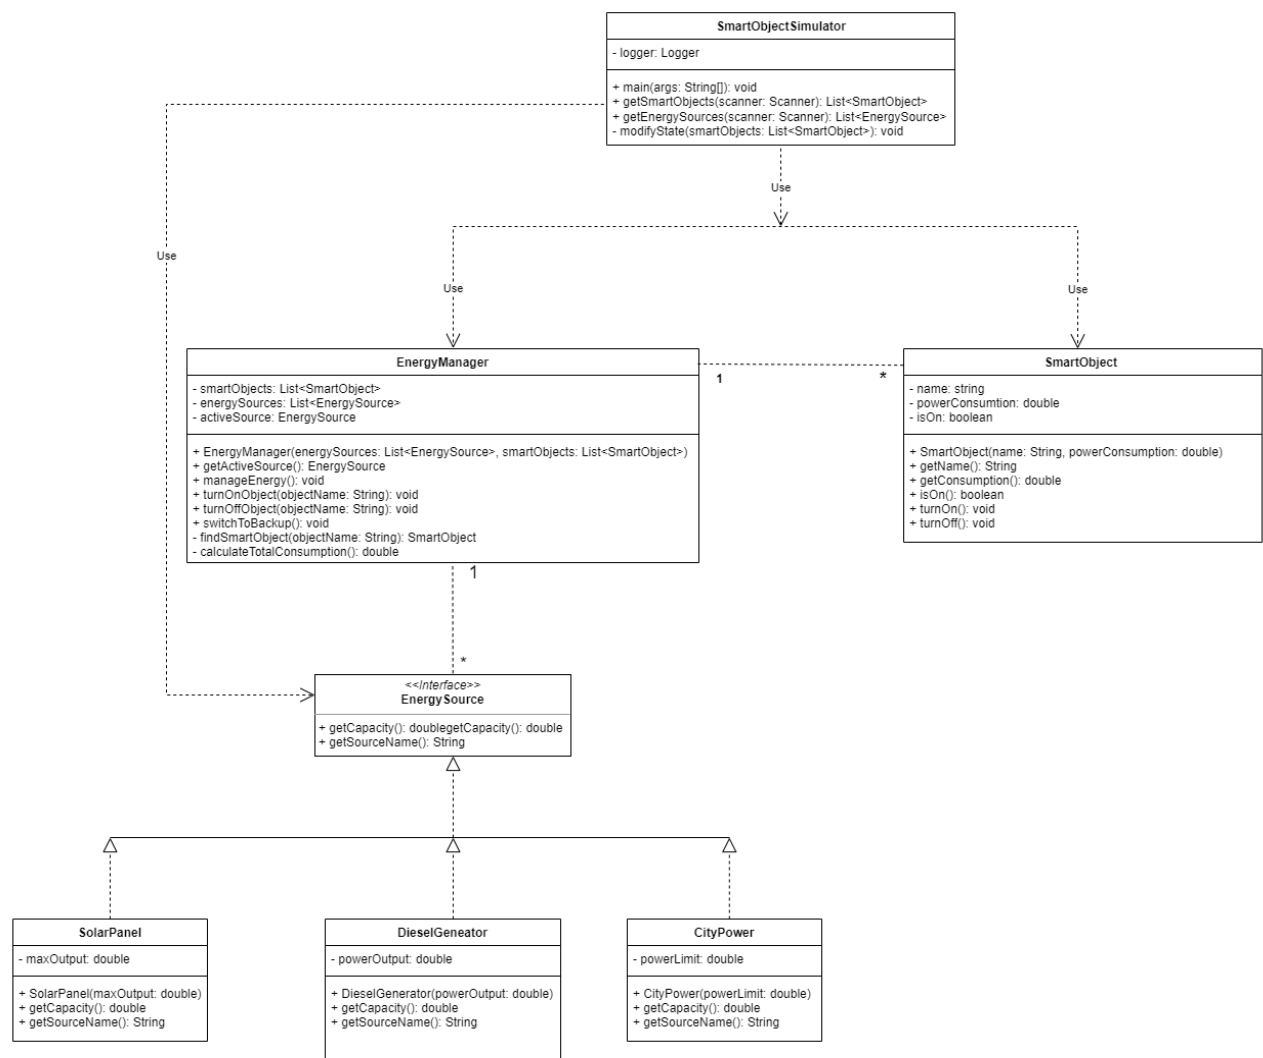 SmartObjectSimulator
- logger: Logger
+ main(args: String[]): void
+ getSmartObjects(scanner: Scanner): List<SmartObject>
+ getEnergySources(scanner: Scanner): List<EnergySource>
- modifyState(smartObjects: List<SmartObject>): void
Use
Use
Use
Use
EnergyManager
- smartObjects: List<SmartObject>
- energySources: List<EnergySource>
- activeSource: EnergySource
+ EnergyManager(energySources: List<EnergySource>, smartObjects: List<SmartObject>)
+ getActiveSource(): EnergySource
+ manageEnergy(): void
+ turnOnObject(objectName: String): void
+ turnOffObject(objectName: String): void
+ switchToBackup(): void
- findSmartObject(objectName: String): SmartObject
- calculateTotalConsumption(): double
1
*
SmartObject
- name: string
- powerConsumtion: double
- isOn: boolean
+ SmartObject(name: String, powerConsumption: double)
+ getName(): String
+ getConsumption(): double
+ isOn(): boolean
+ turnOn(): void
+ turnOff(): void
1
*
<<Interface>>
EnergySource
+ getCapacity(): doublegetCapacity(): double
+ getSourceName(): String
SolarPanel
- maxOutput: double
+ SolarPanel(maxOutput: double)
+ getCapacity(): double
+ getSourceName(): String
DieselGeneator
- powerOutput: double
+ DieselGenerator(powerOutput: double)
+ getCapacity(): double
+ getSourceName(): String
CityPower
- powerLimit: double
+ CityPower(powerLimit: double)
+ getCapacity(): double
+ getSourceName(): String